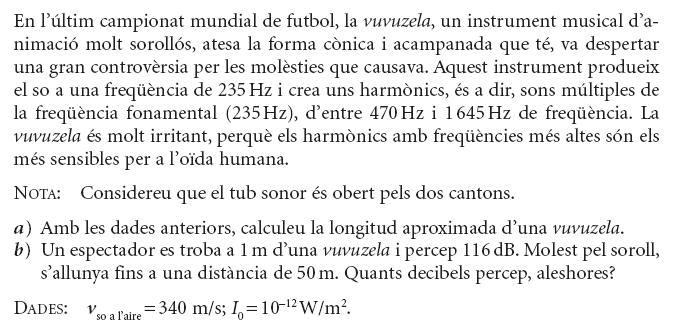 En l'últim campionat mundial de futbol, la vuvuzela, un instrument musical d'a-
nimació molt sorollós, atesa la forma cònica i acampanada que té, va despertar
una gran controvèrsia per les molèsties que causava. Aquest instrument produeix
el so a una freqüència de 235 Hz i crea uns harmònics, és a dir, sons múltiples de
la freqüència fonamental (235 Hz), d'entre 470 Hz i 1 645 Hz de freqüència. La
vuvuzela és molt irritant, perquè els harmònics amb freqüències més altes són els
més sensibles per a l'oïda humana.
NOTA: Considereu que el tub sonor és obert pels dos cantons.
a) Amb les dades anteriors, calculeu la longitud aproximada d'una vuvuzela.
b) Un espectador es troba a 1 m d'una vuvuzela i percep 116 dB. Molest pel soroll,
s'allunya fins a una distància de 50 m. Quants decibels percep, aleshores?
DADES: v so a l'aire = 340 m/s; I₀ = 10⁻¹² W/m².